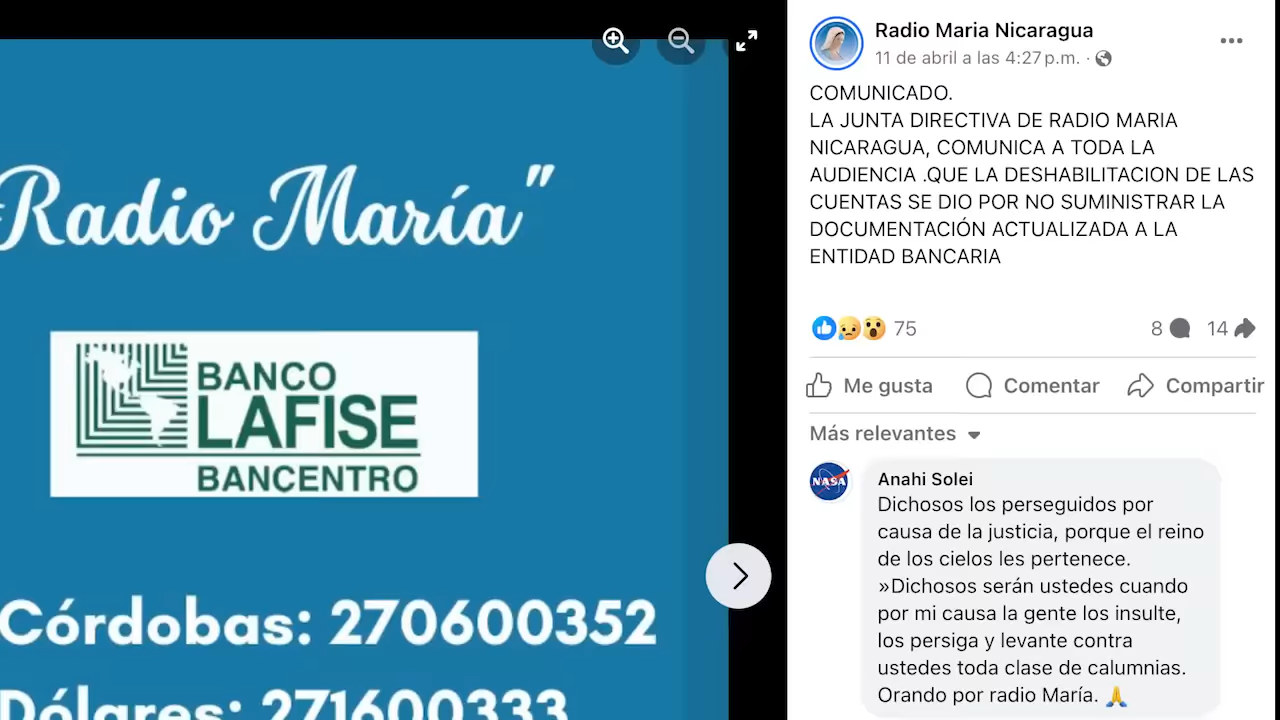 Radio María"
BANCO
LAFISE
BANCENTRO
Córdobas: 270600352
Dólares: 271600333
Radio Maria Nicaragua
11 de abril a las 4:27 p.m. ·
COMUNICADO.
LA JUNTA DIRECTIVA DE RADIO MARIA
NICARAGUA, COMUNICA A TODA LA
AUDIENCIA .QUE LA DESHABILITACION DE LAS
CUENTAS SE DIO POR NO SUMINISTRAR LA
DOCUMENTACIÓN ACTUALIZADA A LA
ENTIDAD BANCARIA
75
8 14
Me gusta Comentar Compartir
Más relevantes
NASA
Anahi Solei
Dichosos los perseguidos por
causa de la justicia, porque el reino
de los cielos les pertenece.
»Dichosos serán ustedes cuando
por mi causa la gente los insulte,
los persiga y levante contra
ustedes toda clase de calumnias.
Orando por radio María. 🙏